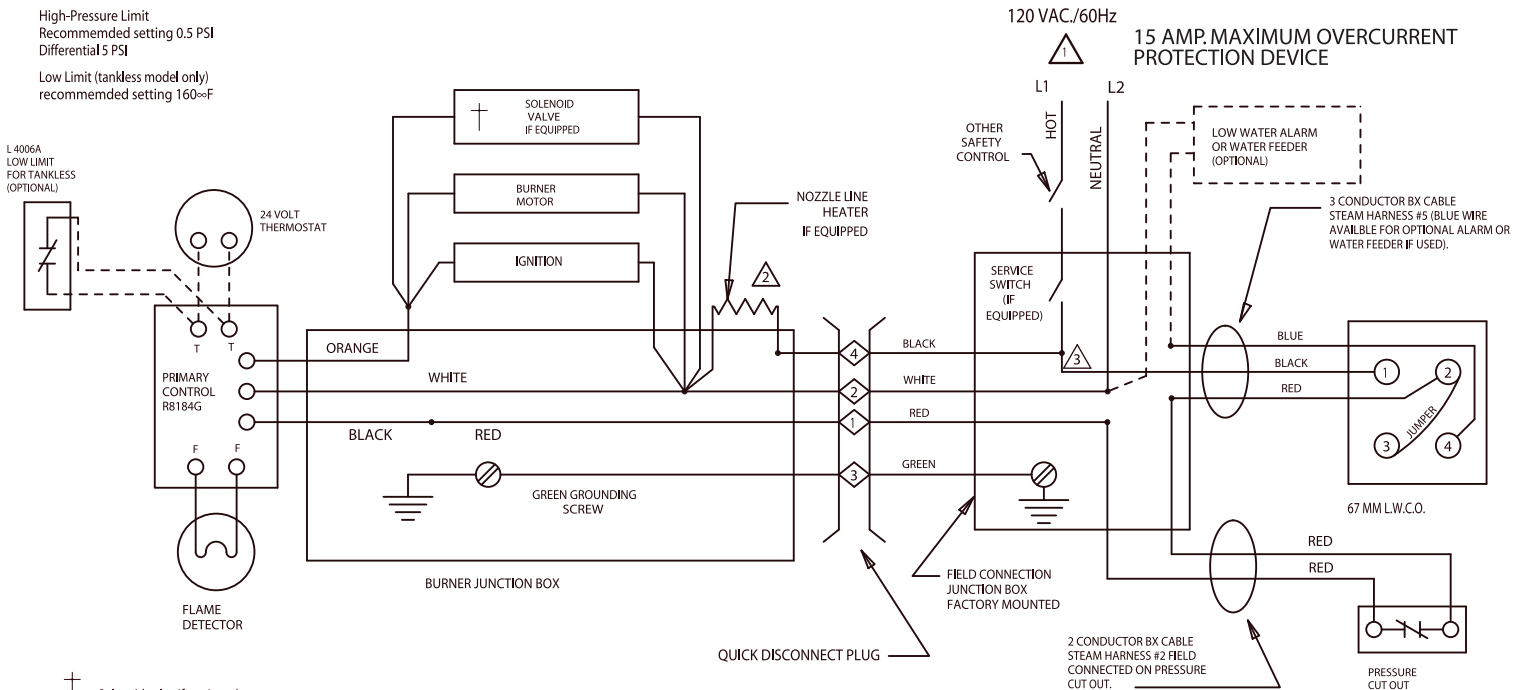 High-Pressure Limit
Recommemded setting 0.5 PSI
Differential 5 PSI
Low Limit (tankless model only)
recommemded setting 160∞F
120 VAC./60Hz
1
15 AMP. MAXIMUM OVERCURRENT
PROTECTION DEVICE
L1
L2
HOT
NEUTRAL
OTHER
SAFETY
CONTROL
LOW WATER ALARM
OR WATER FEEDER
(OPTIONAL)
L 4006A
LOW LIMIT
FOR TANKLESS
(OPTIONAL)
24 VOLT
THERMOSTAT
SOLENOID
VALVE
IF EQUIPPED
BURNER
MOTOR
IGNITION
NOZZLE LINE
HEATER
IF EQUIPPED
2
3 CONDUCTOR BX CABLE
STEAM HARNESS #5 (BLUE WIRE
AVAILBLE FOR OPTIONAL ALARM OR
WATER FEEDER IF USED).
SERVICE
SWITCH
(IF
EQUIPPED)
T
T
PRIMARY
CONTROL
R8184G
F
F
ORANGE
WHITE
BLACK
RED
GREEN GROUNDING
SCREW
BURNER JUNCTION BOX
FLAME
DETECTOR
4
2
1
3
BLACK
WHITE
RED
GREEN
3
BLUE
BLACK
RED
1
2
3
4
JUMPER
67 MM L.W.C.O.
FIELD CONNECTION
JUNCTION BOX
FACTORY MOUNTED
QUICK DISCONNECT PLUG
RED
RED
2 CONDUCTOR BX CABLE
STEAM HARNESS #2 FIELD
CONNECTED ON PRESSURE
CUT OUT.
PRESSURE
CUT OUT